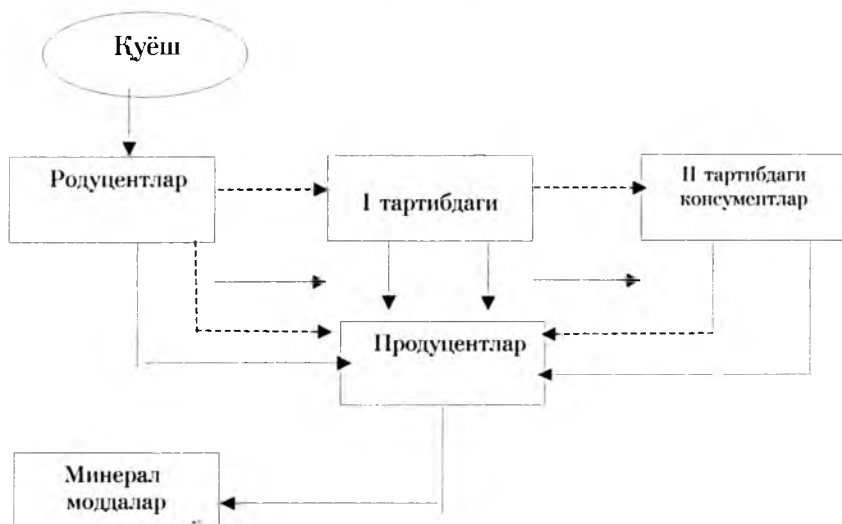 Қуёш
Родуцентлар
I тартибдаги
II тартибдаги
консументлар
Продуцентлар
Минерал
моддалар